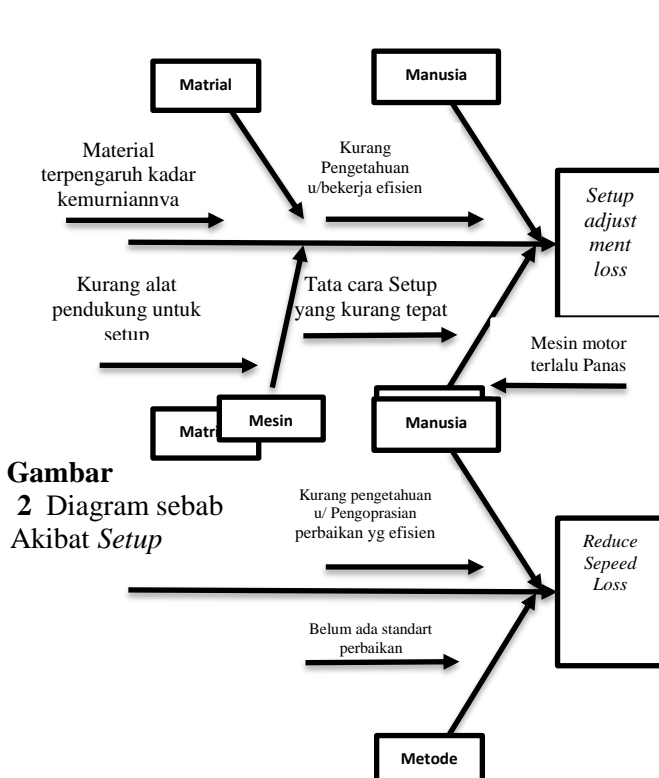 Matrial
Manusia
Material
terpengaruh kadar
kemurniannva
Kurang
Pengetahuan
u/bekerja efisien
Setup
adjust
ment
loss
Kurang alat
pendukung untuk
setup
Tata cara Setup
yang kurang tepat
Mesin motor
terlalu Panas
Matri
Mesin
Manusia
Gambar
2 Diagram sebab
Akibat Setup
Kurang pengetahuan
u/ Pengoprasian
perbaikan yg efisien
Reduce
Sepeed
Loss
Belum ada standart
perbaikan
Metode